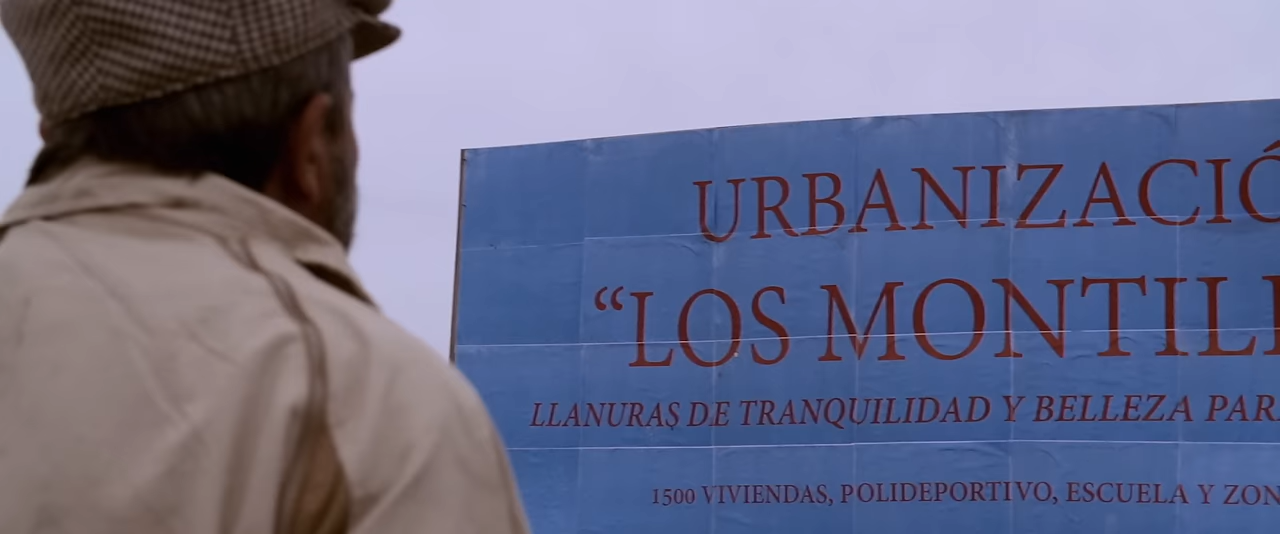 URBANIZACIÓ
“LOS MONTIL
LLANURAS DE TRANQUILIDAD Y BELLEZA PAR
1500 VIVIENDAS, POLIDEPORTIVO, ESCUELA Y ZON